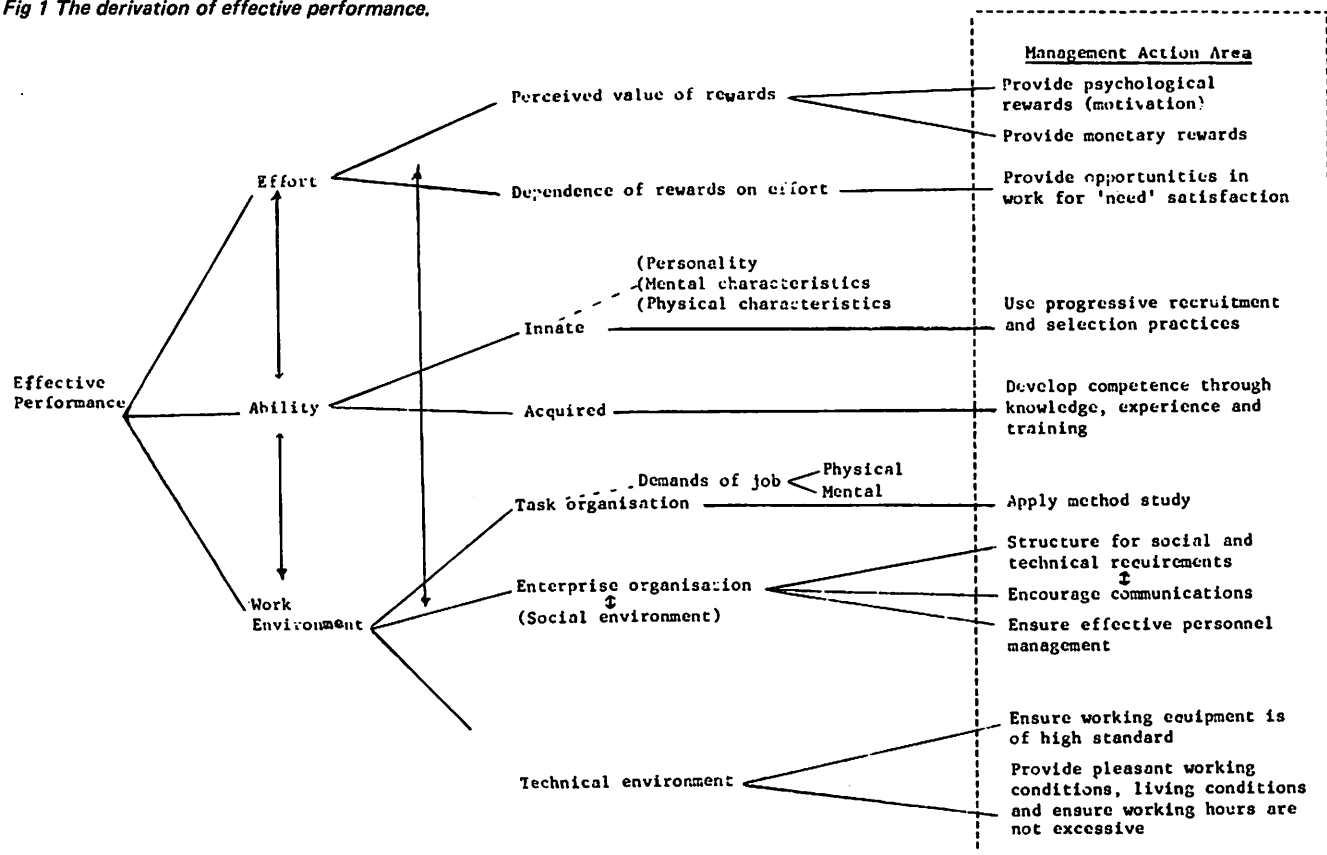 Fig 1 The derivation of effective performance.
Management Action Area
Perceived value of rewards
Provide psychological
rewards (motivation)
Provide monetary rewards
Effort
Dependence of rewards on effort
Provide opportunities in
work for 'need' satisfaction
(Personality
(Mental characteristics
(Physical characteristics
Innate
Use progressive recruitment
and selection practices
Effective
Performance
Ability
Acquired
Develop competence through
knowledge, experience and
training
Demands of job
Physical
Mental
Task organisation
Apply method study
Structure for social and
technical requirements
Enterprise organisation
(Social environment)
Encourage communications
Work
Environment
Ensure effective personnel
management
Ensure working equipment is
of high standard
Technical environment
Provide pleasant working
conditions, living conditions
and ensure working hours are
not excessive